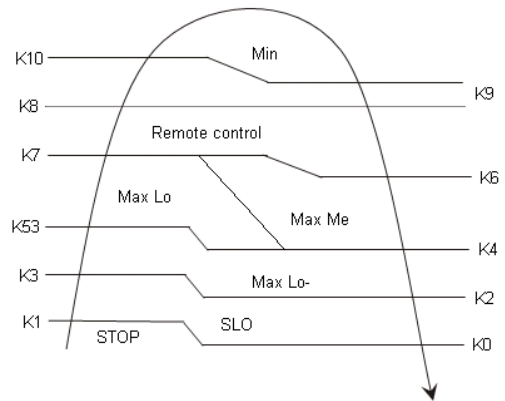 Min
K10
K9
K8
Remote control
K7
K6
Max Lo
Max Me
K53
K4
K3
Max Lo-
K2
K1
SLO
STOP
K0